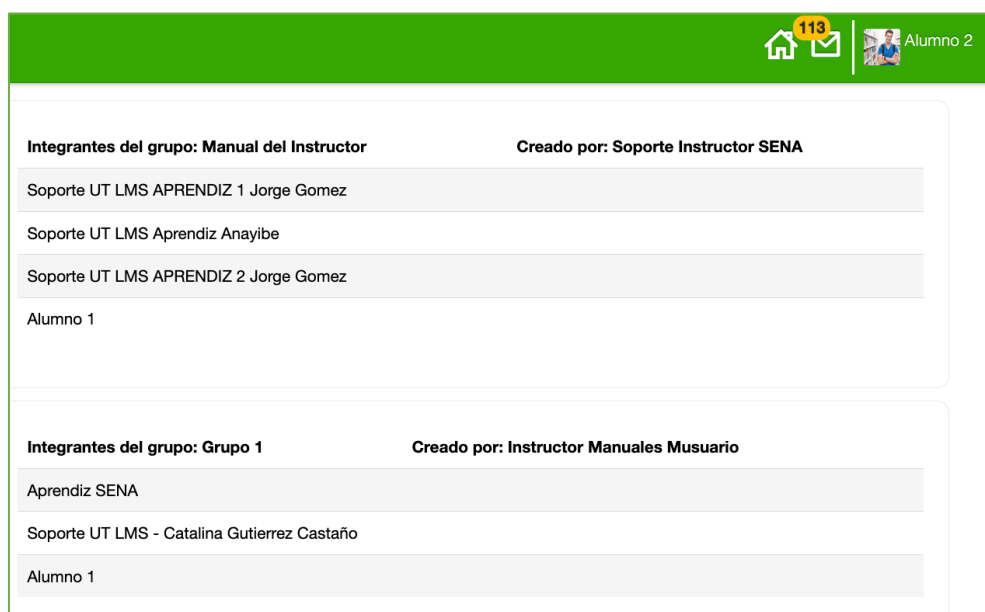 113
Alumno 2
Integrantes del grupo: Manual del Instructor Creado por: Soporte Instructor SENA
Soporte UT LMS APRENDIZ 1 Jorge Gomez
Soporte UT LMS Aprendiz Anayibe
Soporte UT LMS APRENDIZ 2 Jorge Gomez
Alumno 1
Integrantes del grupo: Grupo 1 Creado por: Instructor Manuales Musuario
Aprendiz SENA
Soporte UT LMS - Catalina Gutierrez Castaño
Alumno 1